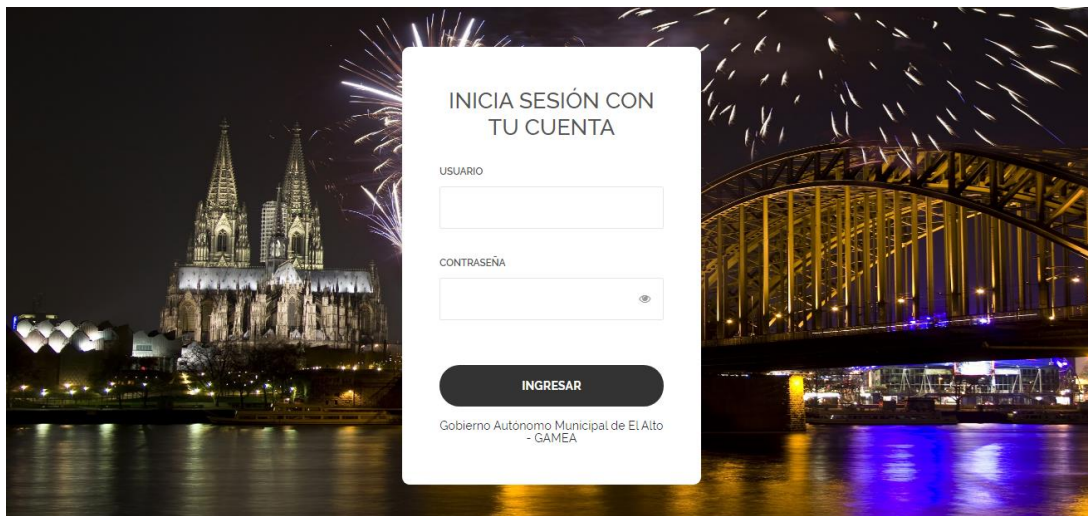 INICIA SESIÓN CON
TU CUENTA
USUARIO
CONTRASEÑA
INGRESAR
Gobierno Autónomo Municipal de El Alto
- GAMEA